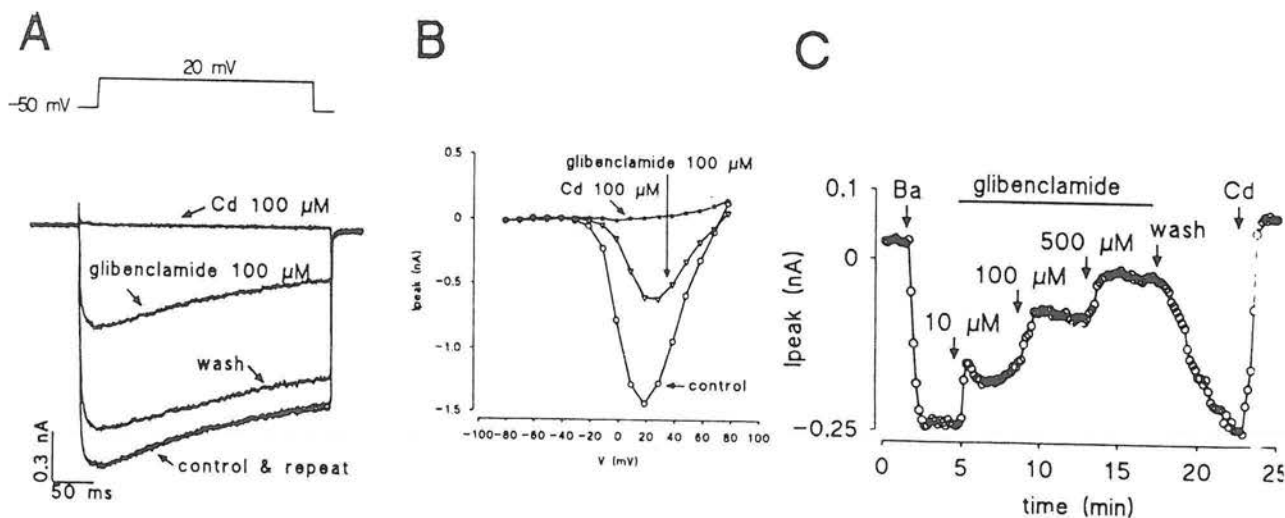 A
20 mV
-50 mV
Cd 100 µM
glibenclamide 100 µM
wash
control & repeat
0.3 nA
50 ms
B
0.5
0
-0.5
-1.0
-1.5
Ipeak (nA)
glibenclamide 100 µM
Cd 100 µM
control
-100 -80 -60 -40 -20 0 20 40 60 80 100
V (mV)
C
0.1
0
-0.25
Ipeak (nA)
Ba
glibenclamide
Cd
10 µM
100 µM
500 µM
wash
0 5 10 15 20 25
time (min)